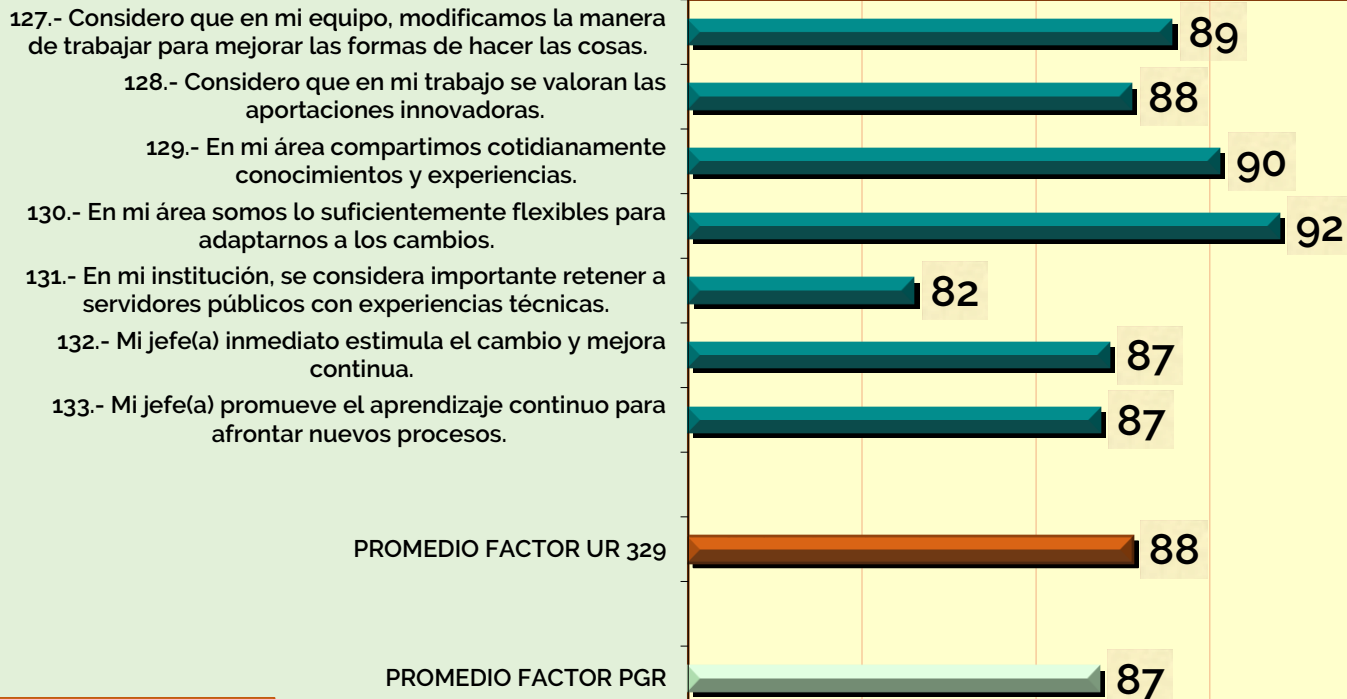 127.- Considero que en mi equipo, modificamos la manera
de trabajar para mejorar las formas de hacer las cosas.
89
128.- Considero que en mi trabajo se valoran las
aportaciones innovadoras.
88
129.- En mi área compartimos cotidianamente
conocimientos y experiencias.
90
130.- En mi área somos lo suficientemente flexibles para
adaptarnos a los cambios.
92
131.- En mi institución, se considera importante retener a
servidores públicos con experiencias técnicas.
82
132.- Mi jefe(a) inmediato estimula el cambio y mejora
continua.
87
133.- Mi jefe(a) promueve el aprendizaje continuo para
afrontar nuevos procesos.
87
PROMEDIO FACTOR UR 329
88
PROMEDIO FACTOR PGR
87